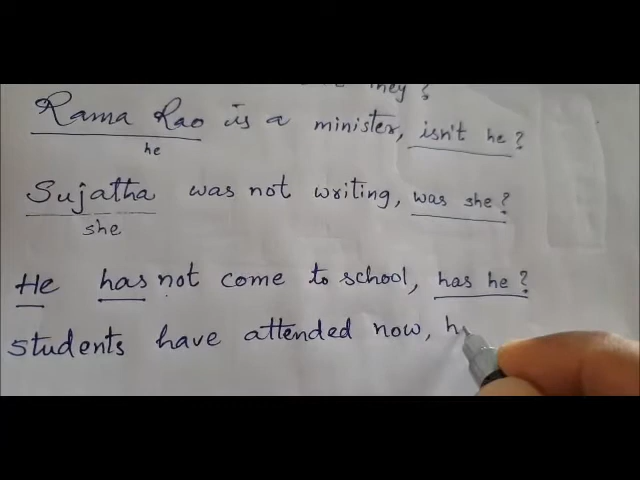 they?
Rama Rao is a minister, isn't he?
he
Sujatha was not writing, was she?
she
He has not come to school, has he?
students have attended now, h